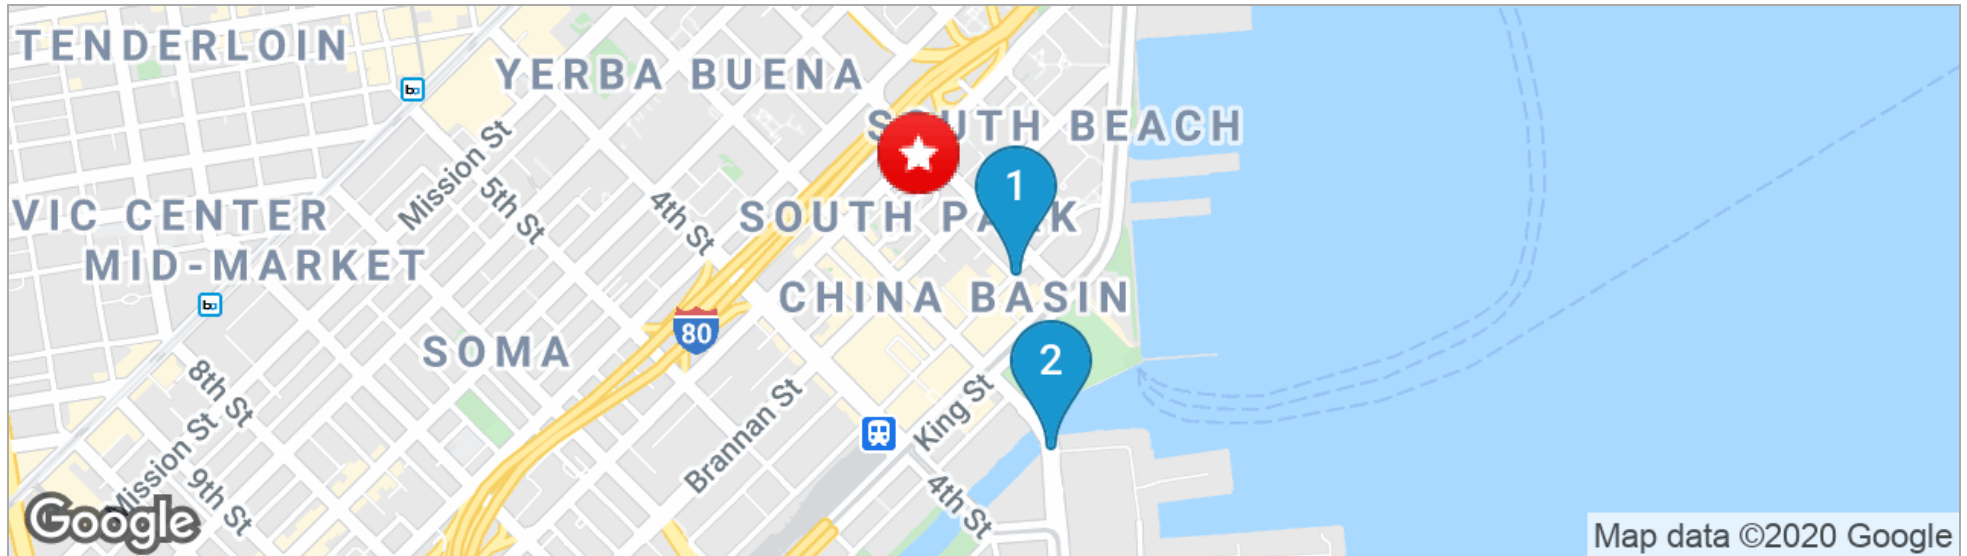 TENDERLOIN
YERBA BUENA
SOUTH BEACH
Mission St
5th St
4th St
1
SOUTH PARK
VIC CENTER
MID-MARKET
CHINA BASIN
80
SOMA
2
8th St
King St
Brannan St
Mission St
9th St
4th St
Google
Map data ©2020 Google